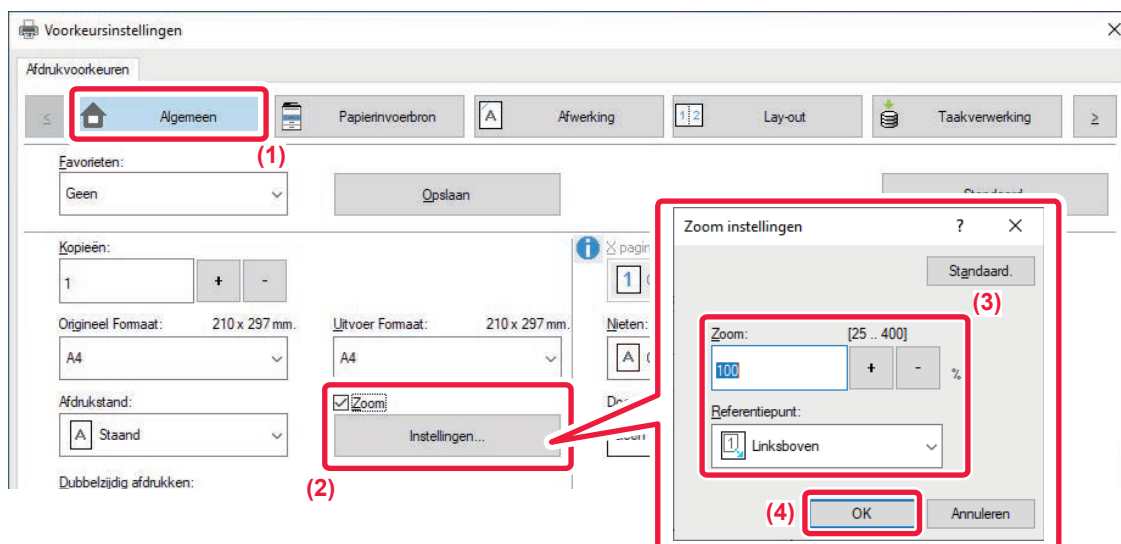 Voorkeursinstellingen
Afdrukvoorkeuren
< Algemeen Papierinvoerbron Afwerking Lay-out Taakverwerking >
(1)
Favorieten:
Geen Opslaan
Kopieën:
1 + -
Origineel Formaat: 210 x 297 mm. Uitvoer Formaat: 210 x 297 mm. Nieten:
A4 A4
Afdrukstand: Zoom
Staand Instellingen...
(2)
Dubbelzijdig afdrukken:
Zoom instellingen ?
Standaard.
(3)
Zoom: [25 .. 400]
100 + - %
Referentiepunt:
Linksboven
(4) OK Annuleren